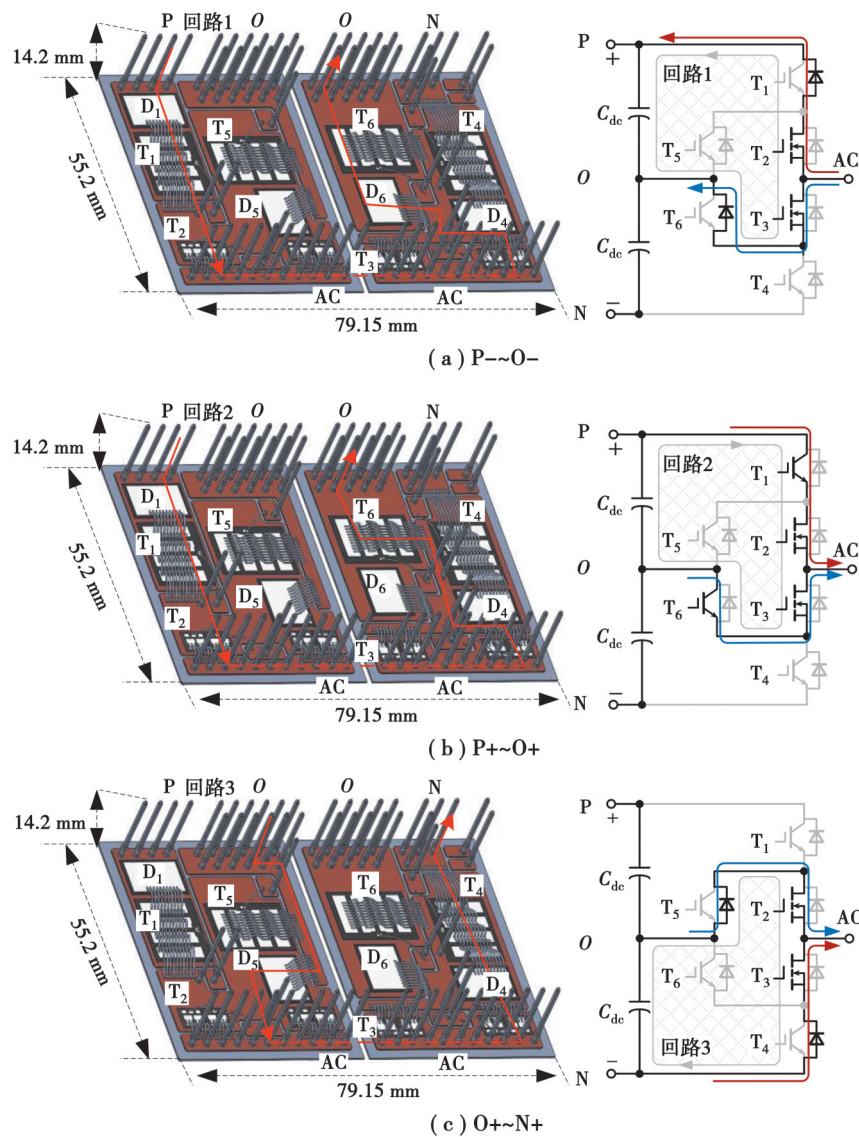 P 回路1 O O N
14.2 mm
55.2 mm
D1
T1
T5
T2
D5
T6
T4
D6
D4
T3
AC AC
79.15 mm
P
+
回路1
T1
Cdc
T5
T2
AC
O
T6
T3
Cdc
T4
N
−
(a) P−~O−
P 回路2 O O N
14.2 mm
55.2 mm
D1
T1
T5
T2
D5
T6
T4
D6
D4
T3
AC AC
79.15 mm
P
+
回路2
T1
Cdc
T5
T2
AC
O
T6
T3
Cdc
T4
N
−
(b) P+~O+
P 回路3 O O N
14.2 mm
55.2 mm
D1
T1
T5
T2
D5
T6
T4
D6
D4
T3
AC AC
79.15 mm
P
+
T1
Cdc
T5
T2
AC
O
T6
T3
Cdc
回路3
T4
N
−
(c) O+~N+